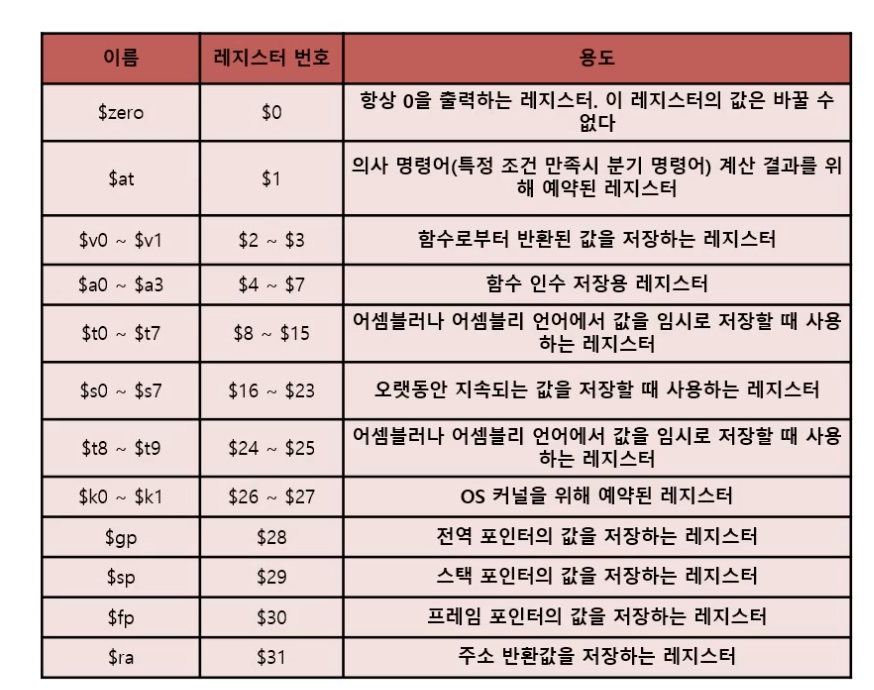 이름 레지스터 번호 용도
$zero $0 항상 0을 출력하는 레지스터. 이 레지스터의 값은 바꿀 수
없다
$at $1 의사 명령어(특정 조건 만족시 분기 명령어) 계산 결과를 위
해 예약된 레지스터
$v0 ~ $v1 $2 ~ $3 함수로부터 반환된 값을 저장하는 레지스터
$a0 ~ $a3 $4 ~ $7 함수 인수 저장용 레지스터
$t0 ~ $t7 $8 ~ $15 어셈블러나 어셈블리 언어에서 값을 임시로 저장할 때 사용
하는 레지스터
$s0 ~ $s7 $16 ~ $23 오랫동안 지속되는 값을 저장할 때 사용하는 레지스터
$t8 ~ $t9 $24 ~ $25 어셈블러나 어셈블리 언어에서 값을 임시로 저장할 때 사용
하는 레지스터
$k0 ~ $k1 $26 ~ $27 OS 커널을 위해 예약된 레지스터
$gp $28 전역 포인터의 값을 저장하는 레지스터
$sp $29 스택 포인터의 값을 저장하는 레지스터
$fp $30 프레임 포인터의 값을 저장하는 레지스터
$ra $31 주소 반환값을 저장하는 레지스터